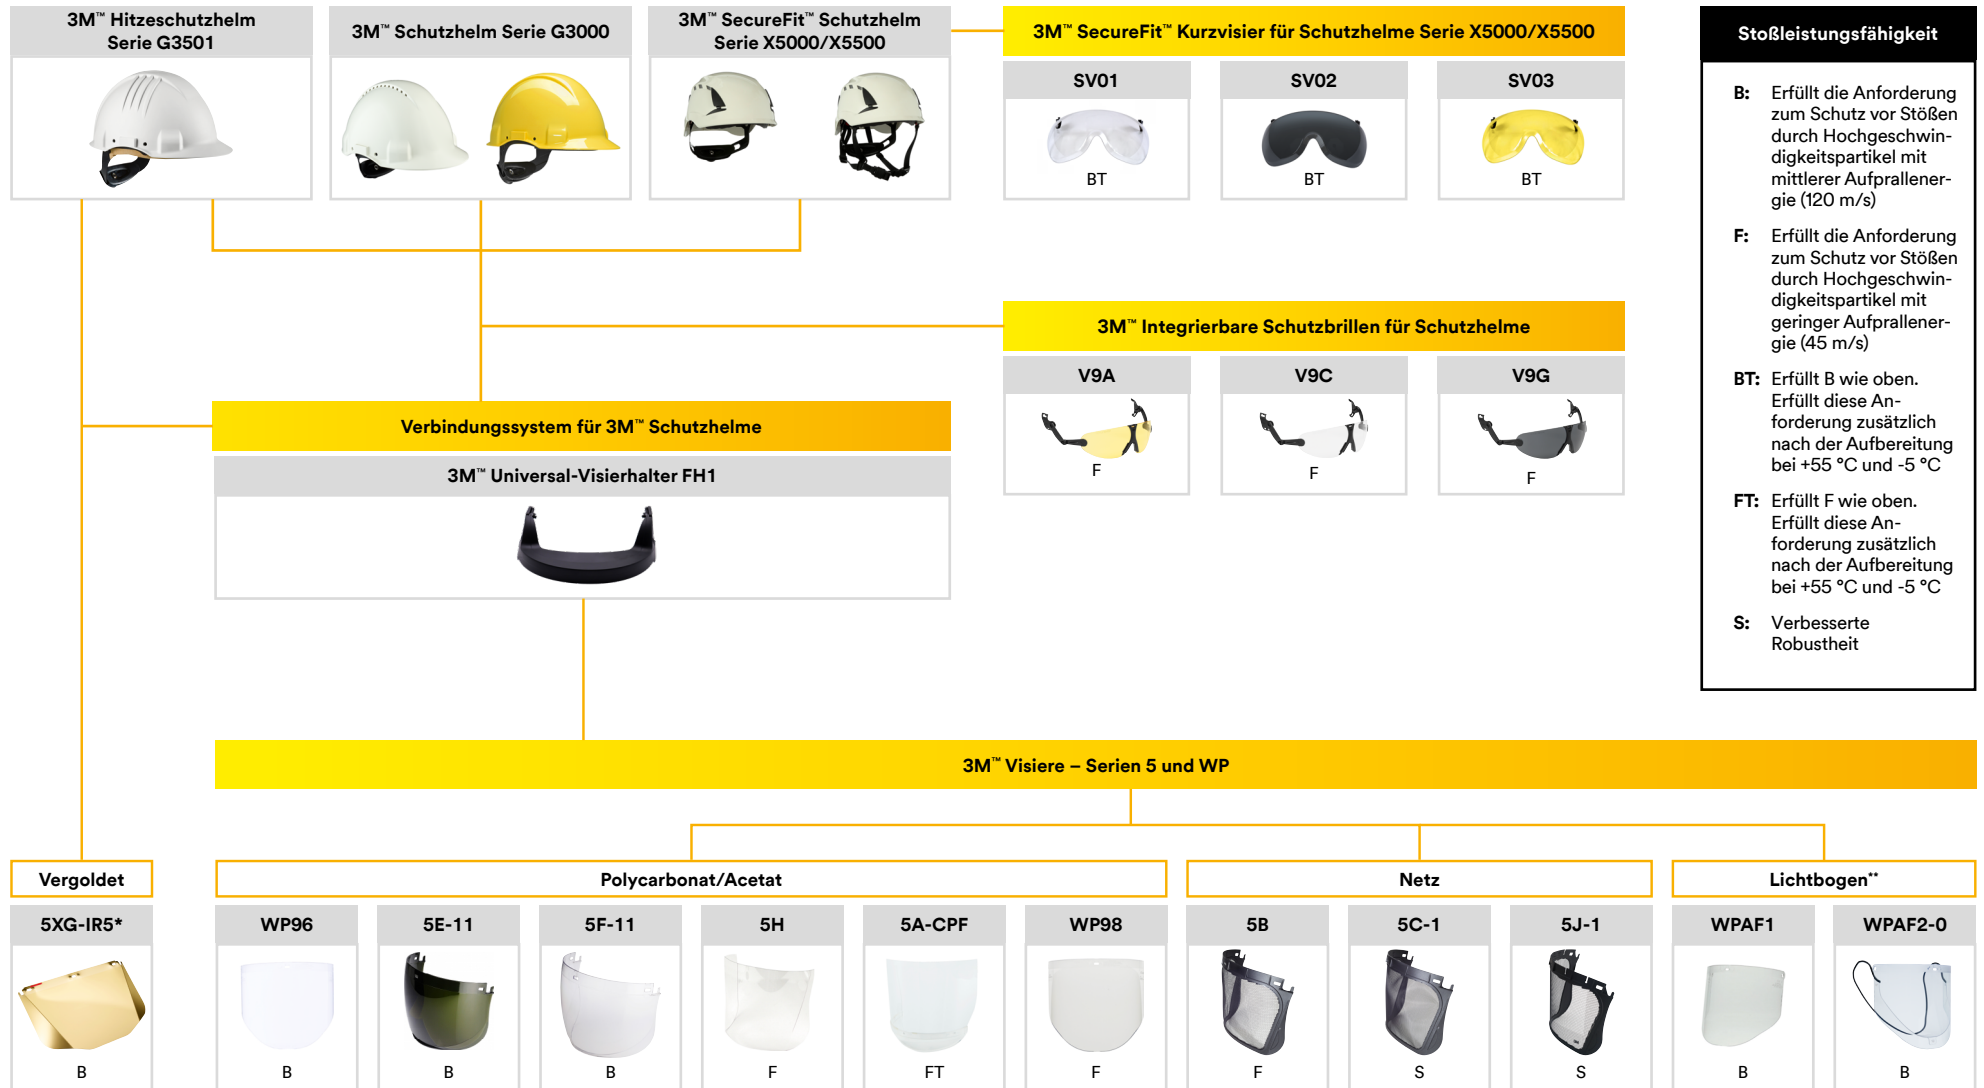 3M™ Hitzeschutzhelm
Serie G3501
3M™ Schutzhelm Serie G3000
3M™ SecureFit™ Schutzhelm
Serie X5000/X5500
3M™ SecureFit™ Kurzvisier für Schutzhelme Serie X5000/X5500
SV01
SV02
SV03
BT
BT
BT
Stoßleistungsfähigkeit
B: Erfüllt die Anforderung
zum Schutz vor Stößen
durch Hochgeschwin-
digkeitspartikel mit
mittlerer Aufprallener-
gie (120 m/s)
F: Erfüllt die Anforderung
zum Schutz vor Stößen
durch Hochgeschwin-
digkeitspartikel mit
geringer Aufprallener-
gie (45 m/s)
BT: Erfüllt B wie oben.
Erfüllt diese An-
forderung zusätzlich
nach der Aufbereitung
bei +55 °C und -5 °C
FT: Erfüllt F wie oben.
Erfüllt diese An-
forderung zusätzlich
nach der Aufbereitung
bei +55 °C und -5 °C
S: Verbesserte
Robustheit
3M™ Integrierbare Schutzbrillen für Schutzhelme
V9A
V9C
V9G
F
F
F
Verbindungssystem für 3M™ Schutzhelme
3M™ Universal-Visierhalter FH1
3M™ Visiere – Serien 5 und WP
Vergoldet
Polycarbonat/Acetat
Netz
Lichtbogen**
5XG-IR5*
WP96
5E-11
5F-11
5H
5A-CPF
WP98
5B
5C-1
5J-1
WPAF1
WPAF2-0
B
B
B
B
F
FT
F
F
S
S
B
B